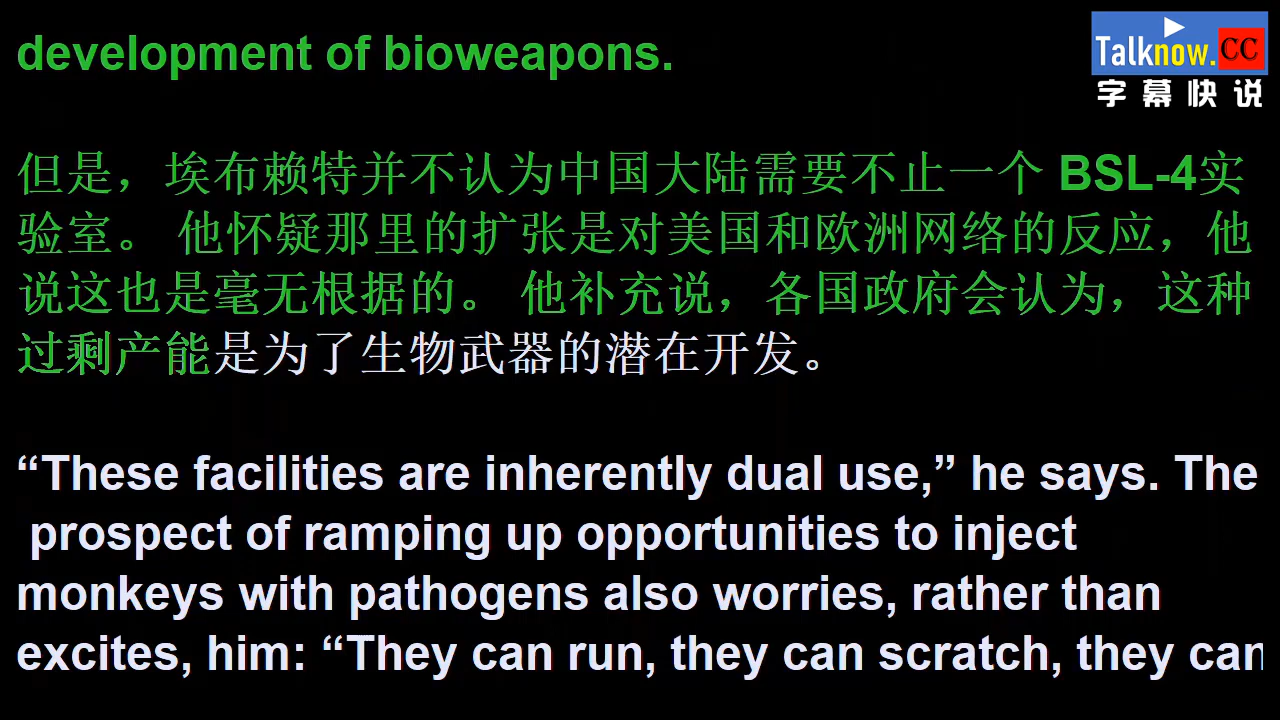 development of bioweapons.
Talknow.CC
字幕快说
但是，埃布赖特并不认为中国大陆需要不止一个 BSL-4实
验室。 他怀疑那里的扩张是对美国和欧洲网络的反应，他
说这也是毫无根据的。 他补充说，各国政府会认为，这种
过剩产能是为了生物武器的潜在开发。
“These facilities are inherently dual use,” he says. The
prospect of ramping up opportunities to inject
monkeys with pathogens also worries, rather than
excites, him: “They can run, they can scratch, they can